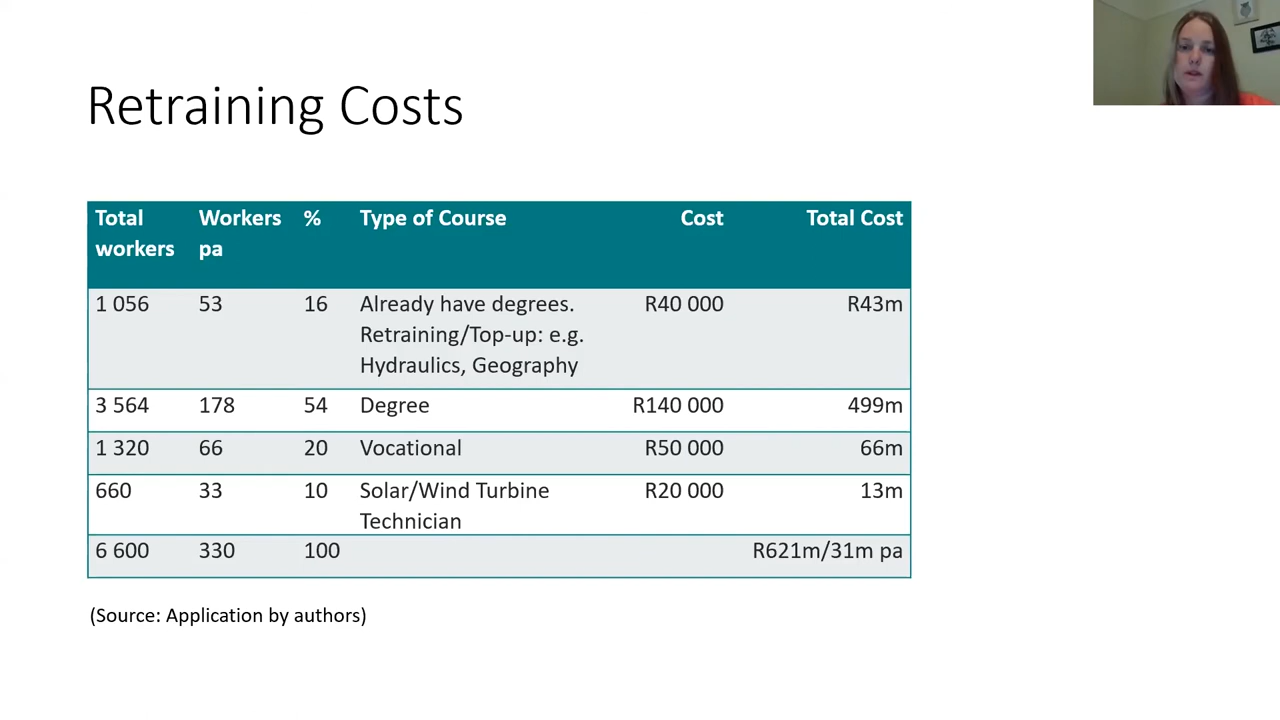 Retraining Costs
Total workers Workers pa % Type of Course Cost Total Cost
1 056 53 16 Already have degrees. R40 000 R43m
Retraining/Top-up: e.g.
Hydraulics, Geography
3 564 178 54 Degree R140 000 499m
1 320 66 20 Vocational R50 000 66m
660 33 10 Solar/Wind Turbine R20 000 13m
Technician
6 600 330 100 R621m/31m pa
(Source: Application by authors)